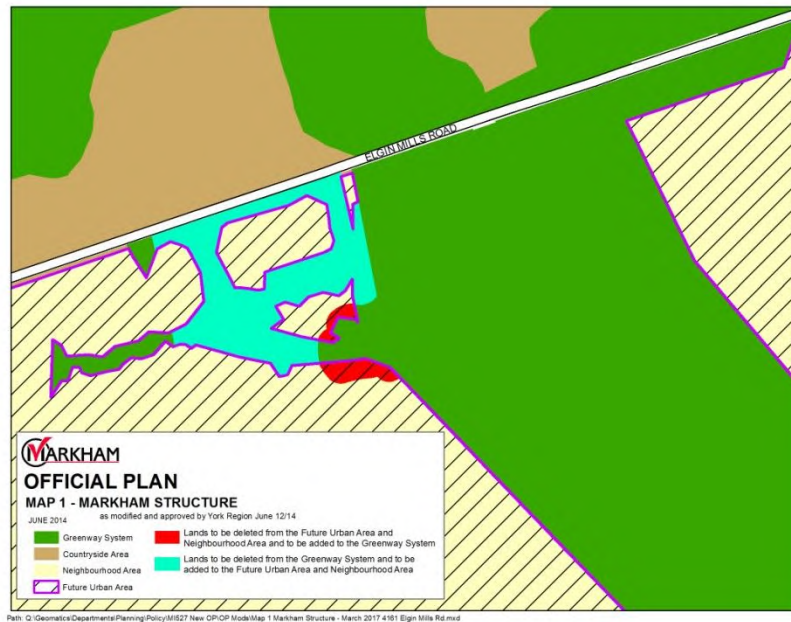 ELGIN MILLS ROAD
MARKHAM
OFFICIAL PLAN
MAP 1 - MARKHAM STRUCTURE
as modified and approved by York Region June 12/14
JUNE 2014
Greenway System
Countryside Area
Neighbourhood Area
Future Urban Area
Lands to be deleted from the Future Urban Area and
Neighbourhood Area and to be added to the Greenway System
Lands to be deleted from the Greenway System and to be
added to the Future Urban Area and Neighbourhood Area
Path: Q:\Geomatics\Departments\Planning\Policy\MI527 New OP\OP Mods\Map 1 Markham Structure - March 2017 4161 Elgin Mills Rd.mxd